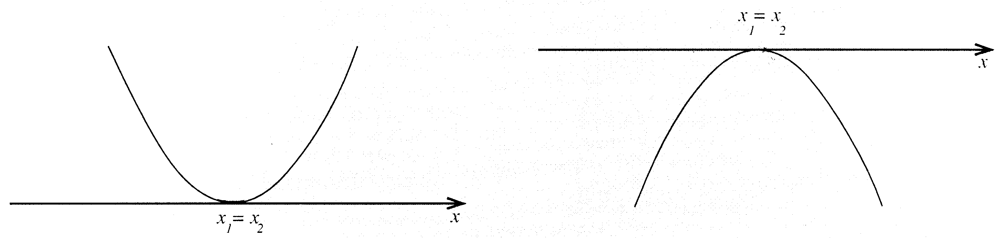 x₁ = x₂
x
x₁ = x₂
x